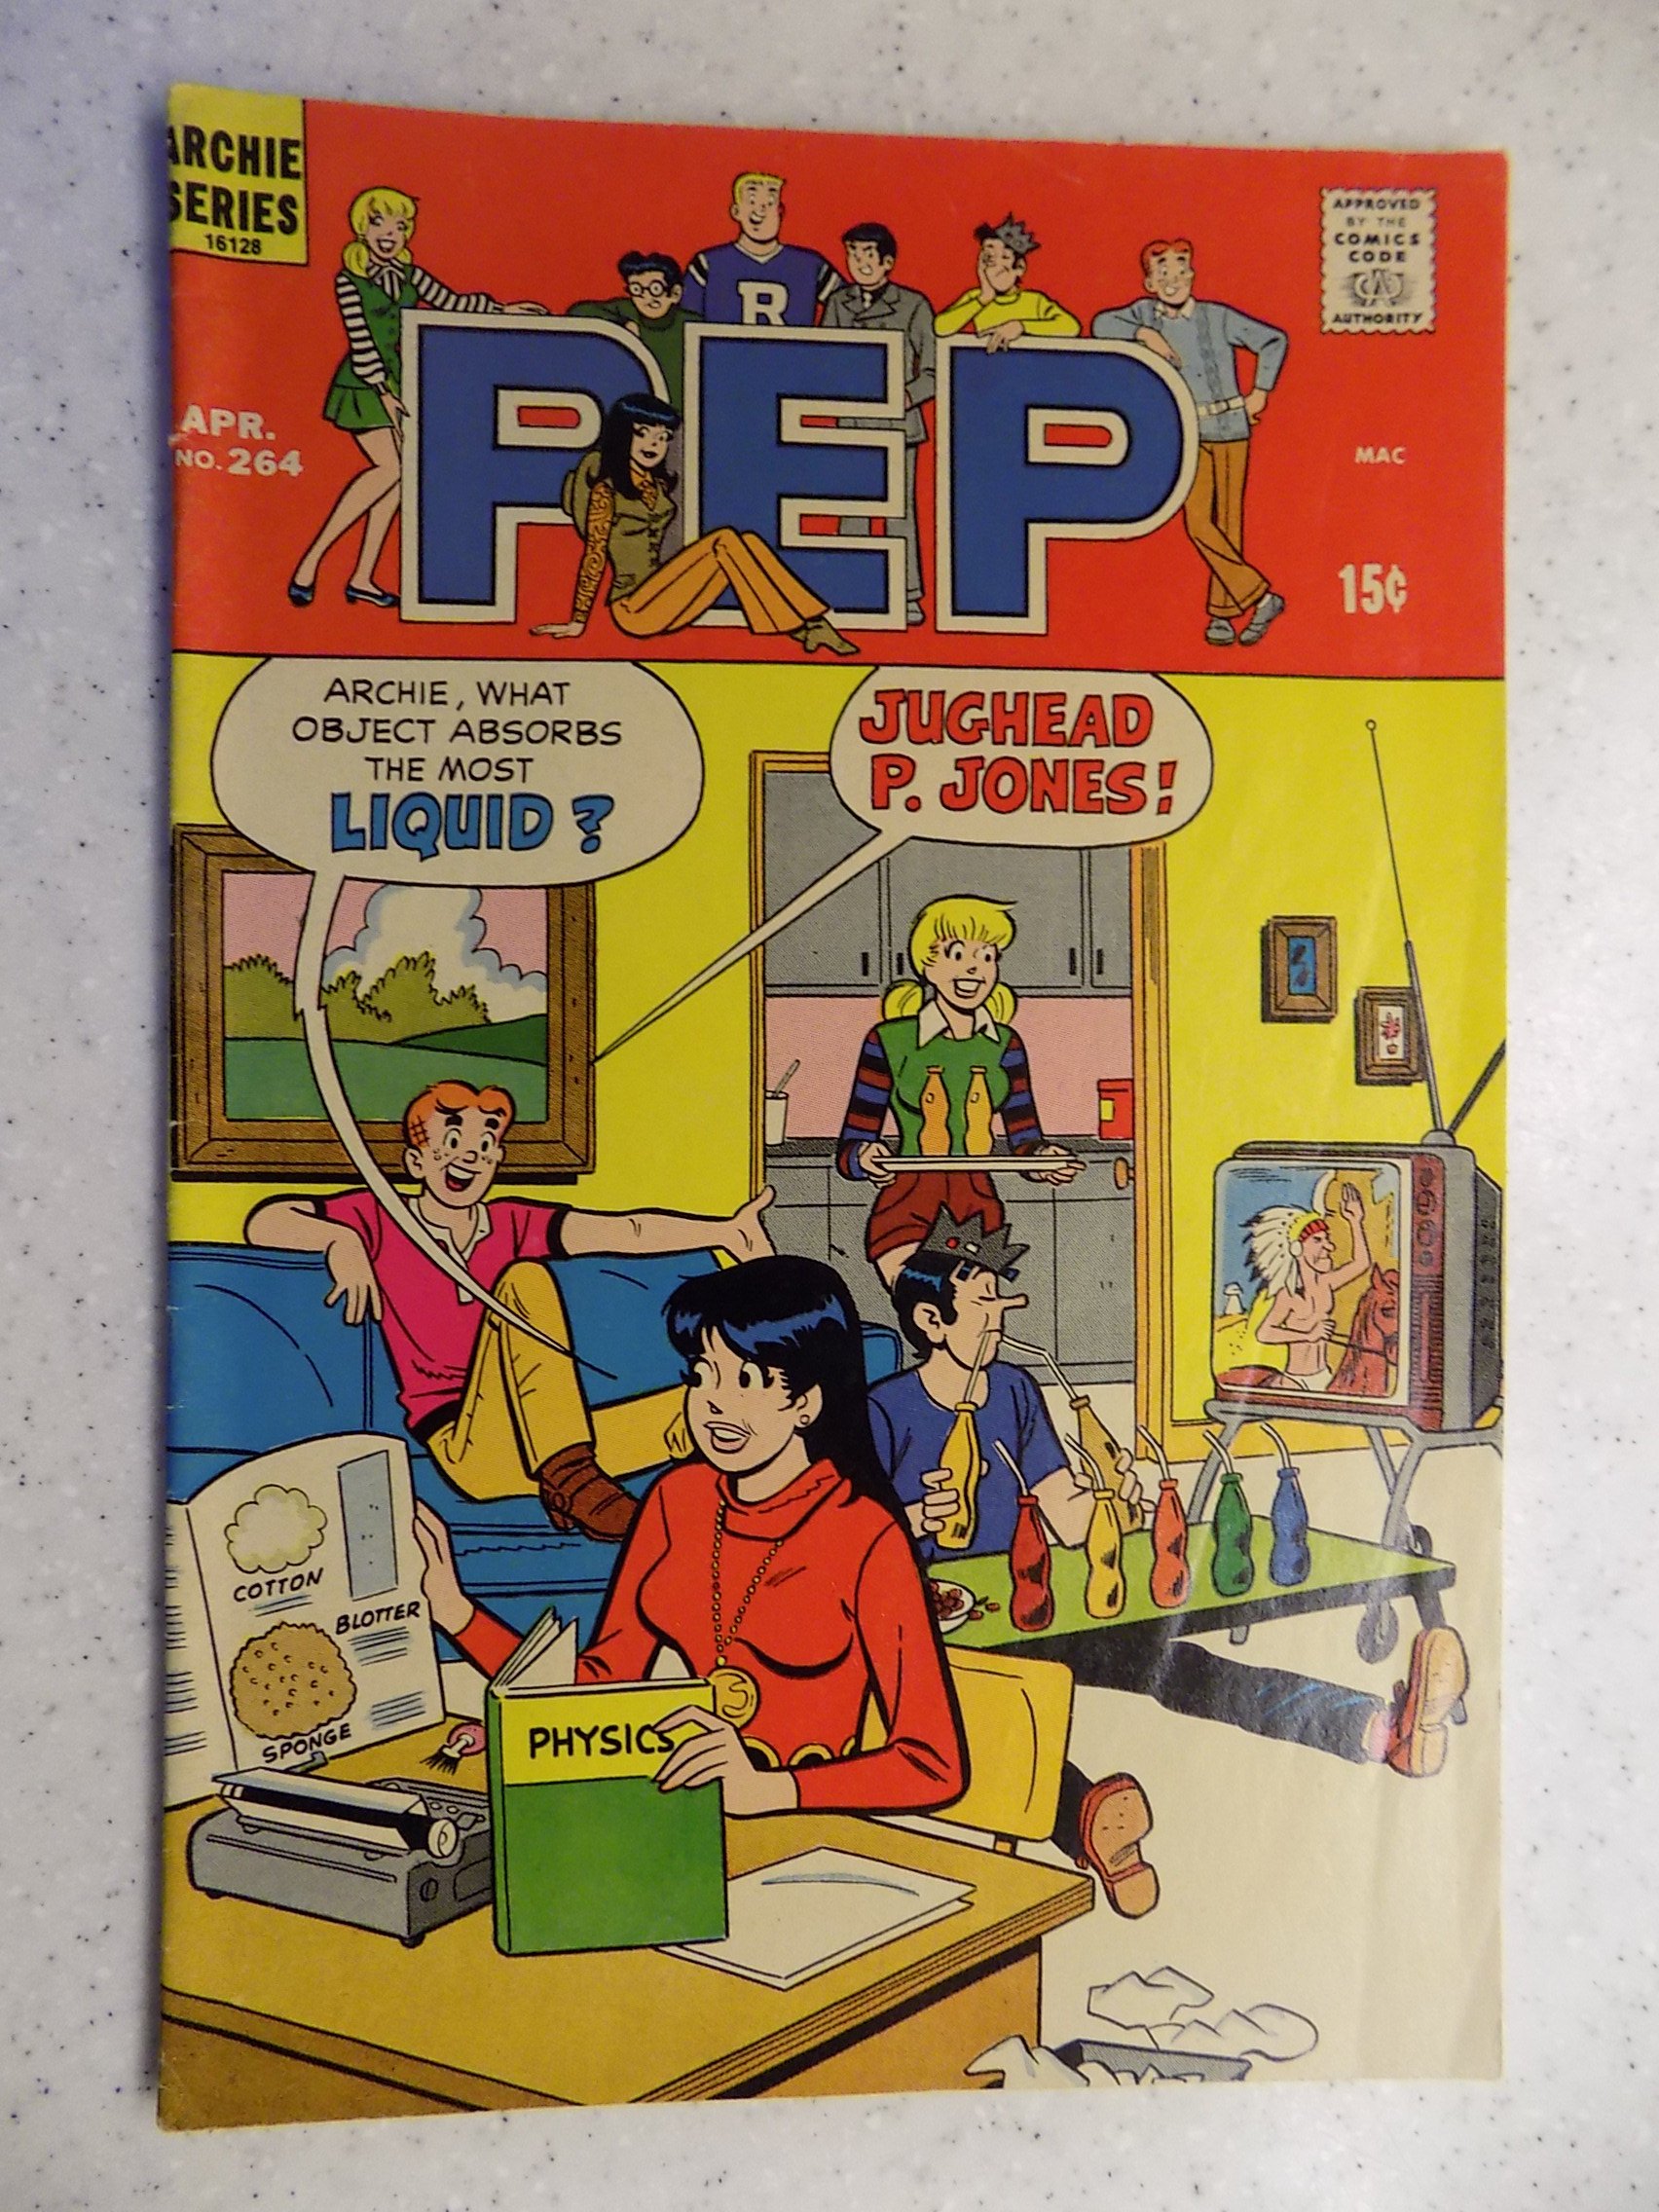 ARCHIE
SERIES
16128
APPROVED
BY THE
COMICS
CODE
CA
AUTHORITY
R
PEP
APR.
NO. 264
MAC
15¢
ARCHIE, WHAT
OBJECT ABSORBS
THE MOST
LIQUID?
JUGHEAD
P. JONES!
COTTON
BLOTTER
SPONGE
PHYSICS